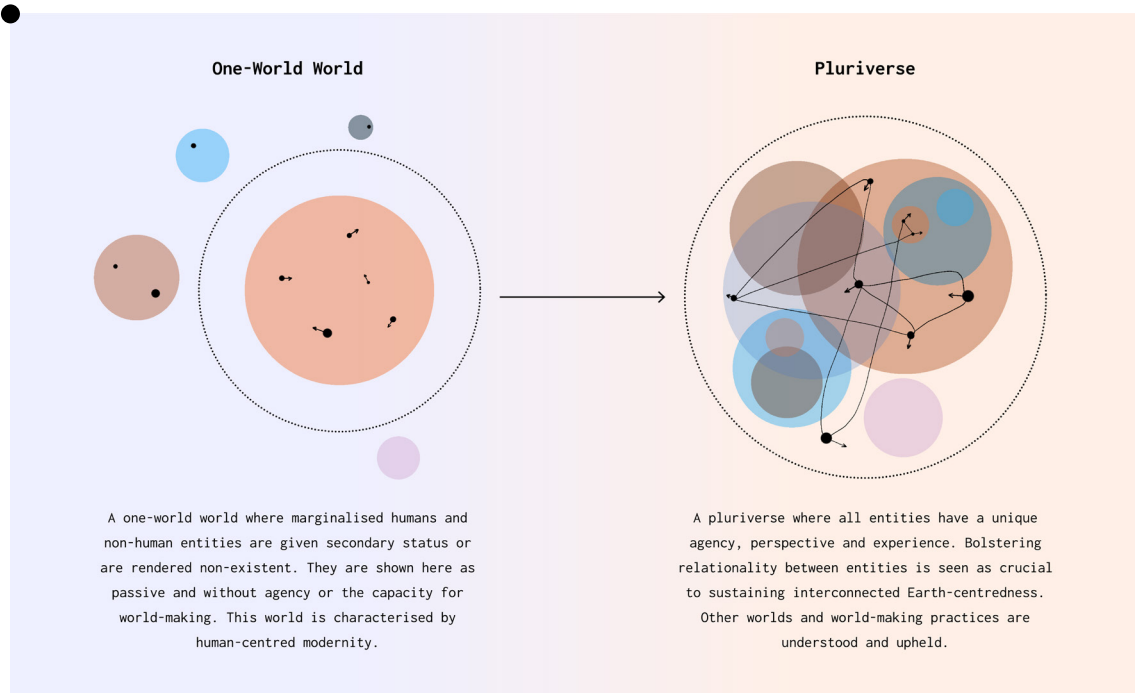 One-World World
A one-world world where marginalised humans and
non-human entities are given secondary status or
are rendered non-existent. They are shown here as
passive and without agency or the capacity for
world-making. This world is characterised by
human-centred modernity.
Pluriverse
A pluriverse where all entities have a unique
agency, perspective and experience. Bolstering
relationality between entities is seen as crucial
to sustaining interconnected Earth-centredness.
Other worlds and world-making practices are
understood and upheld.